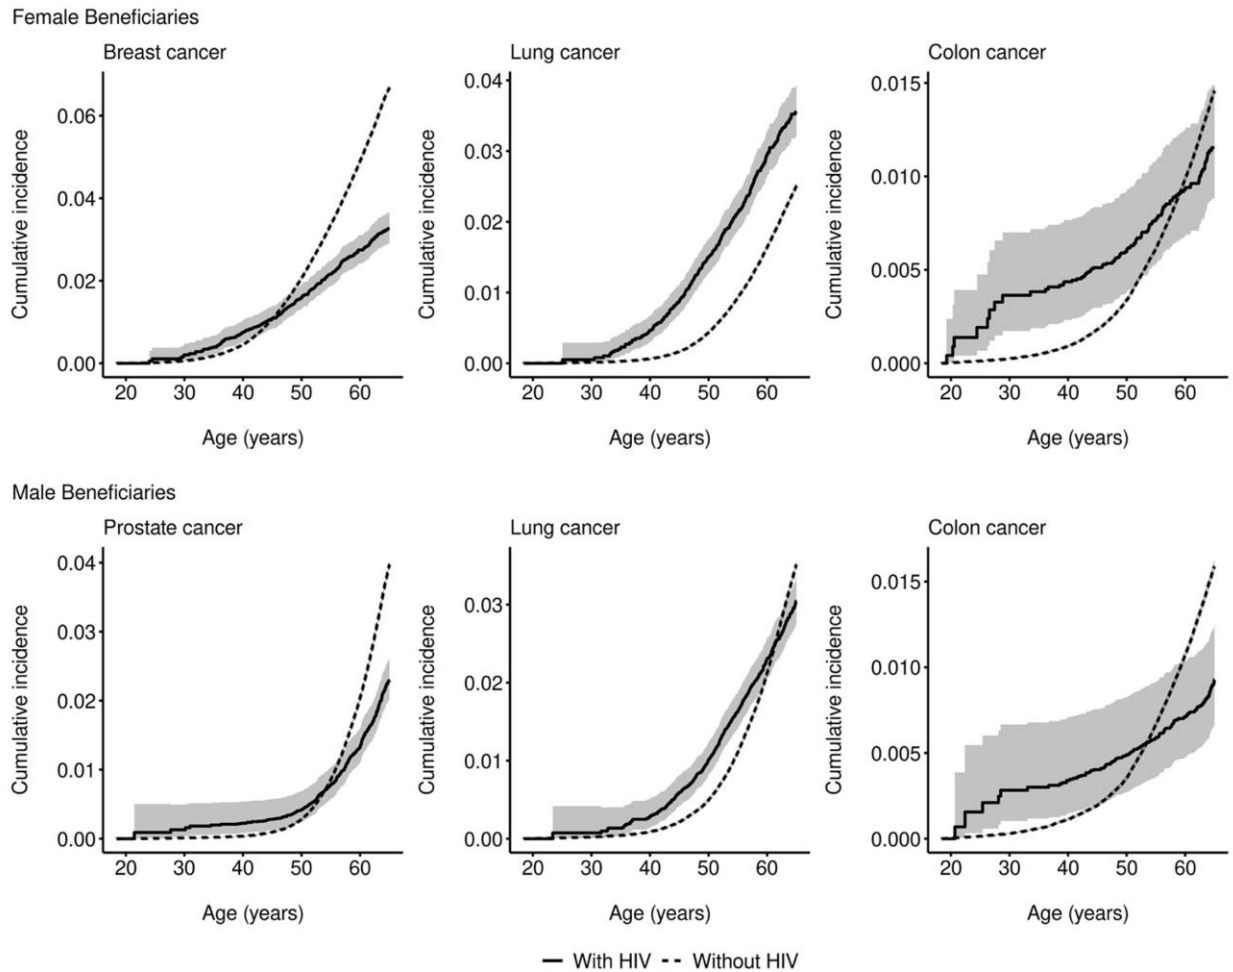 Female Beneficiaries
Breast cancer
Cumulative incidence
0.06
0.04
0.02
0.00
20 30 40 50 60
Age (years)
Lung cancer
Cumulative incidence
0.04
0.03
0.02
0.01
0.00
20 30 40 50 60
Age (years)
Colon cancer
Cumulative incidence
0.015
0.010
0.005
0.000
20 30 40 50 60
Age (years)
Male Beneficiaries
Prostate cancer
Cumulative incidence
0.04
0.03
0.02
0.01
0.00
20 30 40 50 60
Age (years)
Lung cancer
Cumulative incidence
0.03
0.02
0.01
0.00
20 30 40 50 60
Age (years)
Colon cancer
Cumulative incidence
0.015
0.010
0.005
0.000
20 30 40 50 60
Age (years)
With HIV Without HIV